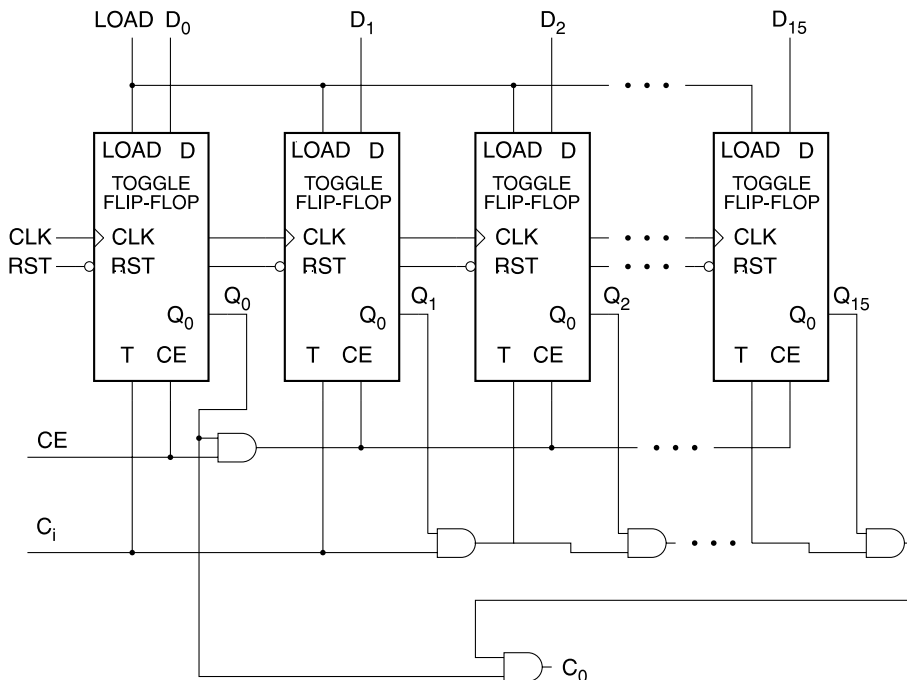 LOAD D0 D1 D2 D15
LOAD D LOAD D LOAD D LOAD D
TOGGLE TOGGLE TOGGLE TOGGLE
FLIP-FLOP FLIP-FLOP FLIP-FLOP FLIP-FLOP
CLK CLK CLK CLK CLK
RST RST RST RST RST
Q0 Q1 Q2 Q15
Q0 Q0 Q0 Q0
T CE T CE T CE T CE
CE
Ci
C0